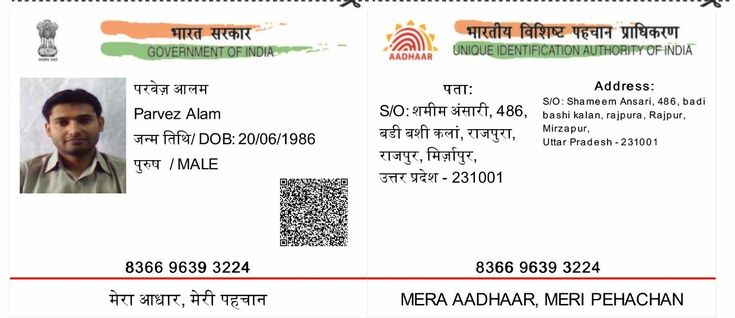 भारत सरकार
GOVERNMENT OF INDIA
परवेज़ आलम
Parvez Alam
जन्म तिथि/ DOB: 20/06/1986
पुरुष / MALE
8366 9639 3224
मेरा आधार, मेरी पहचान
AADHAAR
भारतीय विशिष्ट पहचान प्राधिकरण
UNIQUE IDENTIFICATION AUTHORITY OF INDIA
पता:
S/O: शमीम अंसारी, 486,
बडी बशी कलां, राजपुरा,
राजपुर, मिर्ज़ापुर,
उत्तर प्रदेश - 231001
Address:
S/O: Shameem Ansari, 486, badi
bashi kalan, rajpura, Rajpur,
Mirzapur,
Uttar Pradesh - 231001
8366 9639 3224
MERA AADHAAR, MERI PEHACHAN